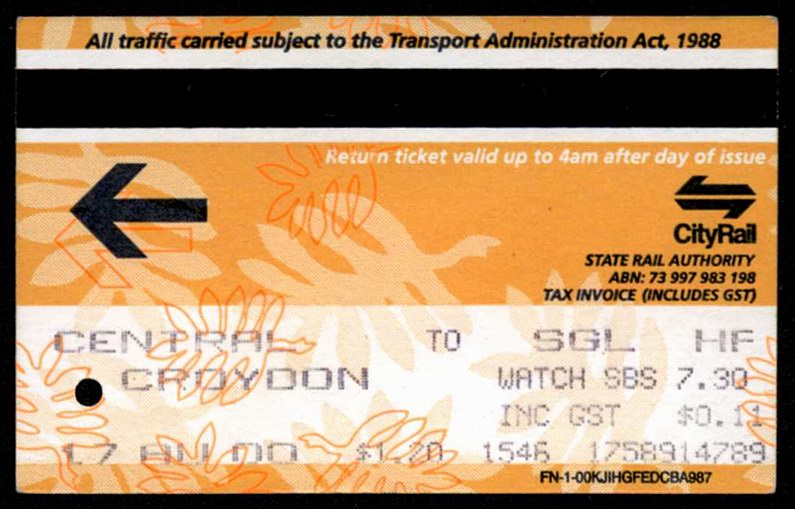 All traffic carried subject to the Transport Administration Act, 1988
Return ticket valid up to 4am after day of issue
CityRail
STATE RAIL AUTHORITY
ABN: 73 997 983 198
TAX INVOICE (INCLUDES GST)
CENTRAL TO SGL HF
CROYDON WATCH SBS 7.30
INC GST $0.11
17 AU 00 $1.20 1546 1758914789
FN-1-00KJIHGFEDCBA987